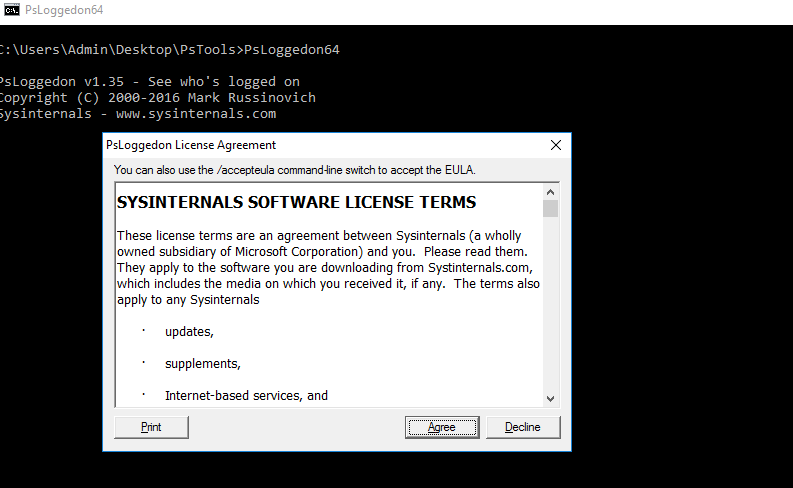 PsLoggedon64
C:\Users\Admin\Desktop\PsTools>PsLoggedon64
PsLoggedon v1.35 - See who's logged on
Copyright (C) 2000-2016 Mark Russinovich
Sysinternals - www.sysinternals.com
PsLoggedon License Agreement
You can also use the /accepteula command-line switch to accept the EULA.
SYSINTERNALS SOFTWARE LICENSE TERMS
These license terms are an agreement between Sysinternals (a wholly
owned subsidiary of Microsoft Corporation) and you.  Please read them.
They apply to the software you are downloading from Systinternals.com,
which includes the media on which you received it, if any.  The terms also
apply to any Sysinternals
· updates,
· supplements,
· Internet-based services, and
Print Agree Decline